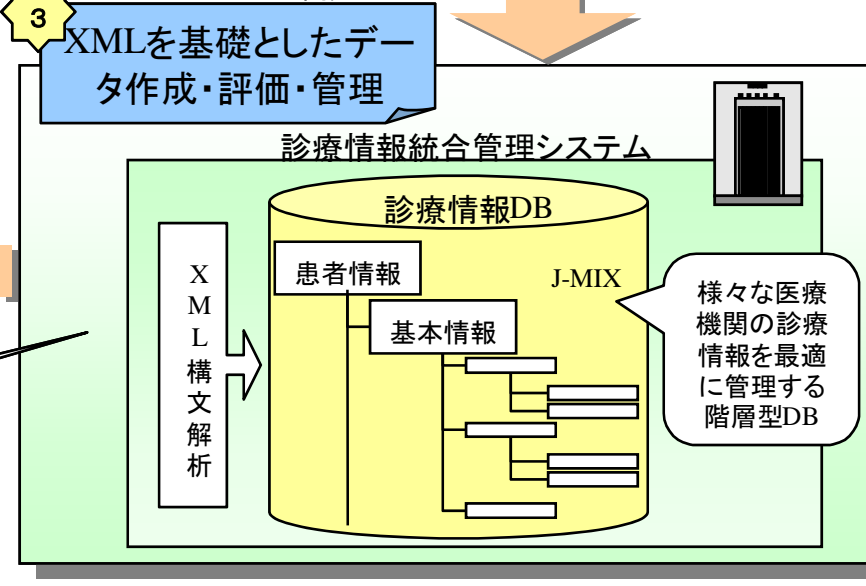 3
XMLを基礎としたデー
タ作成・評価・管理
診療情報統合管理システム
診療情報DB
患者情報
J-MIX
基本情報
X
M
L
構
文
解
析
様々な医療
機関の診療
情報を最適
に管理する
階層型DB